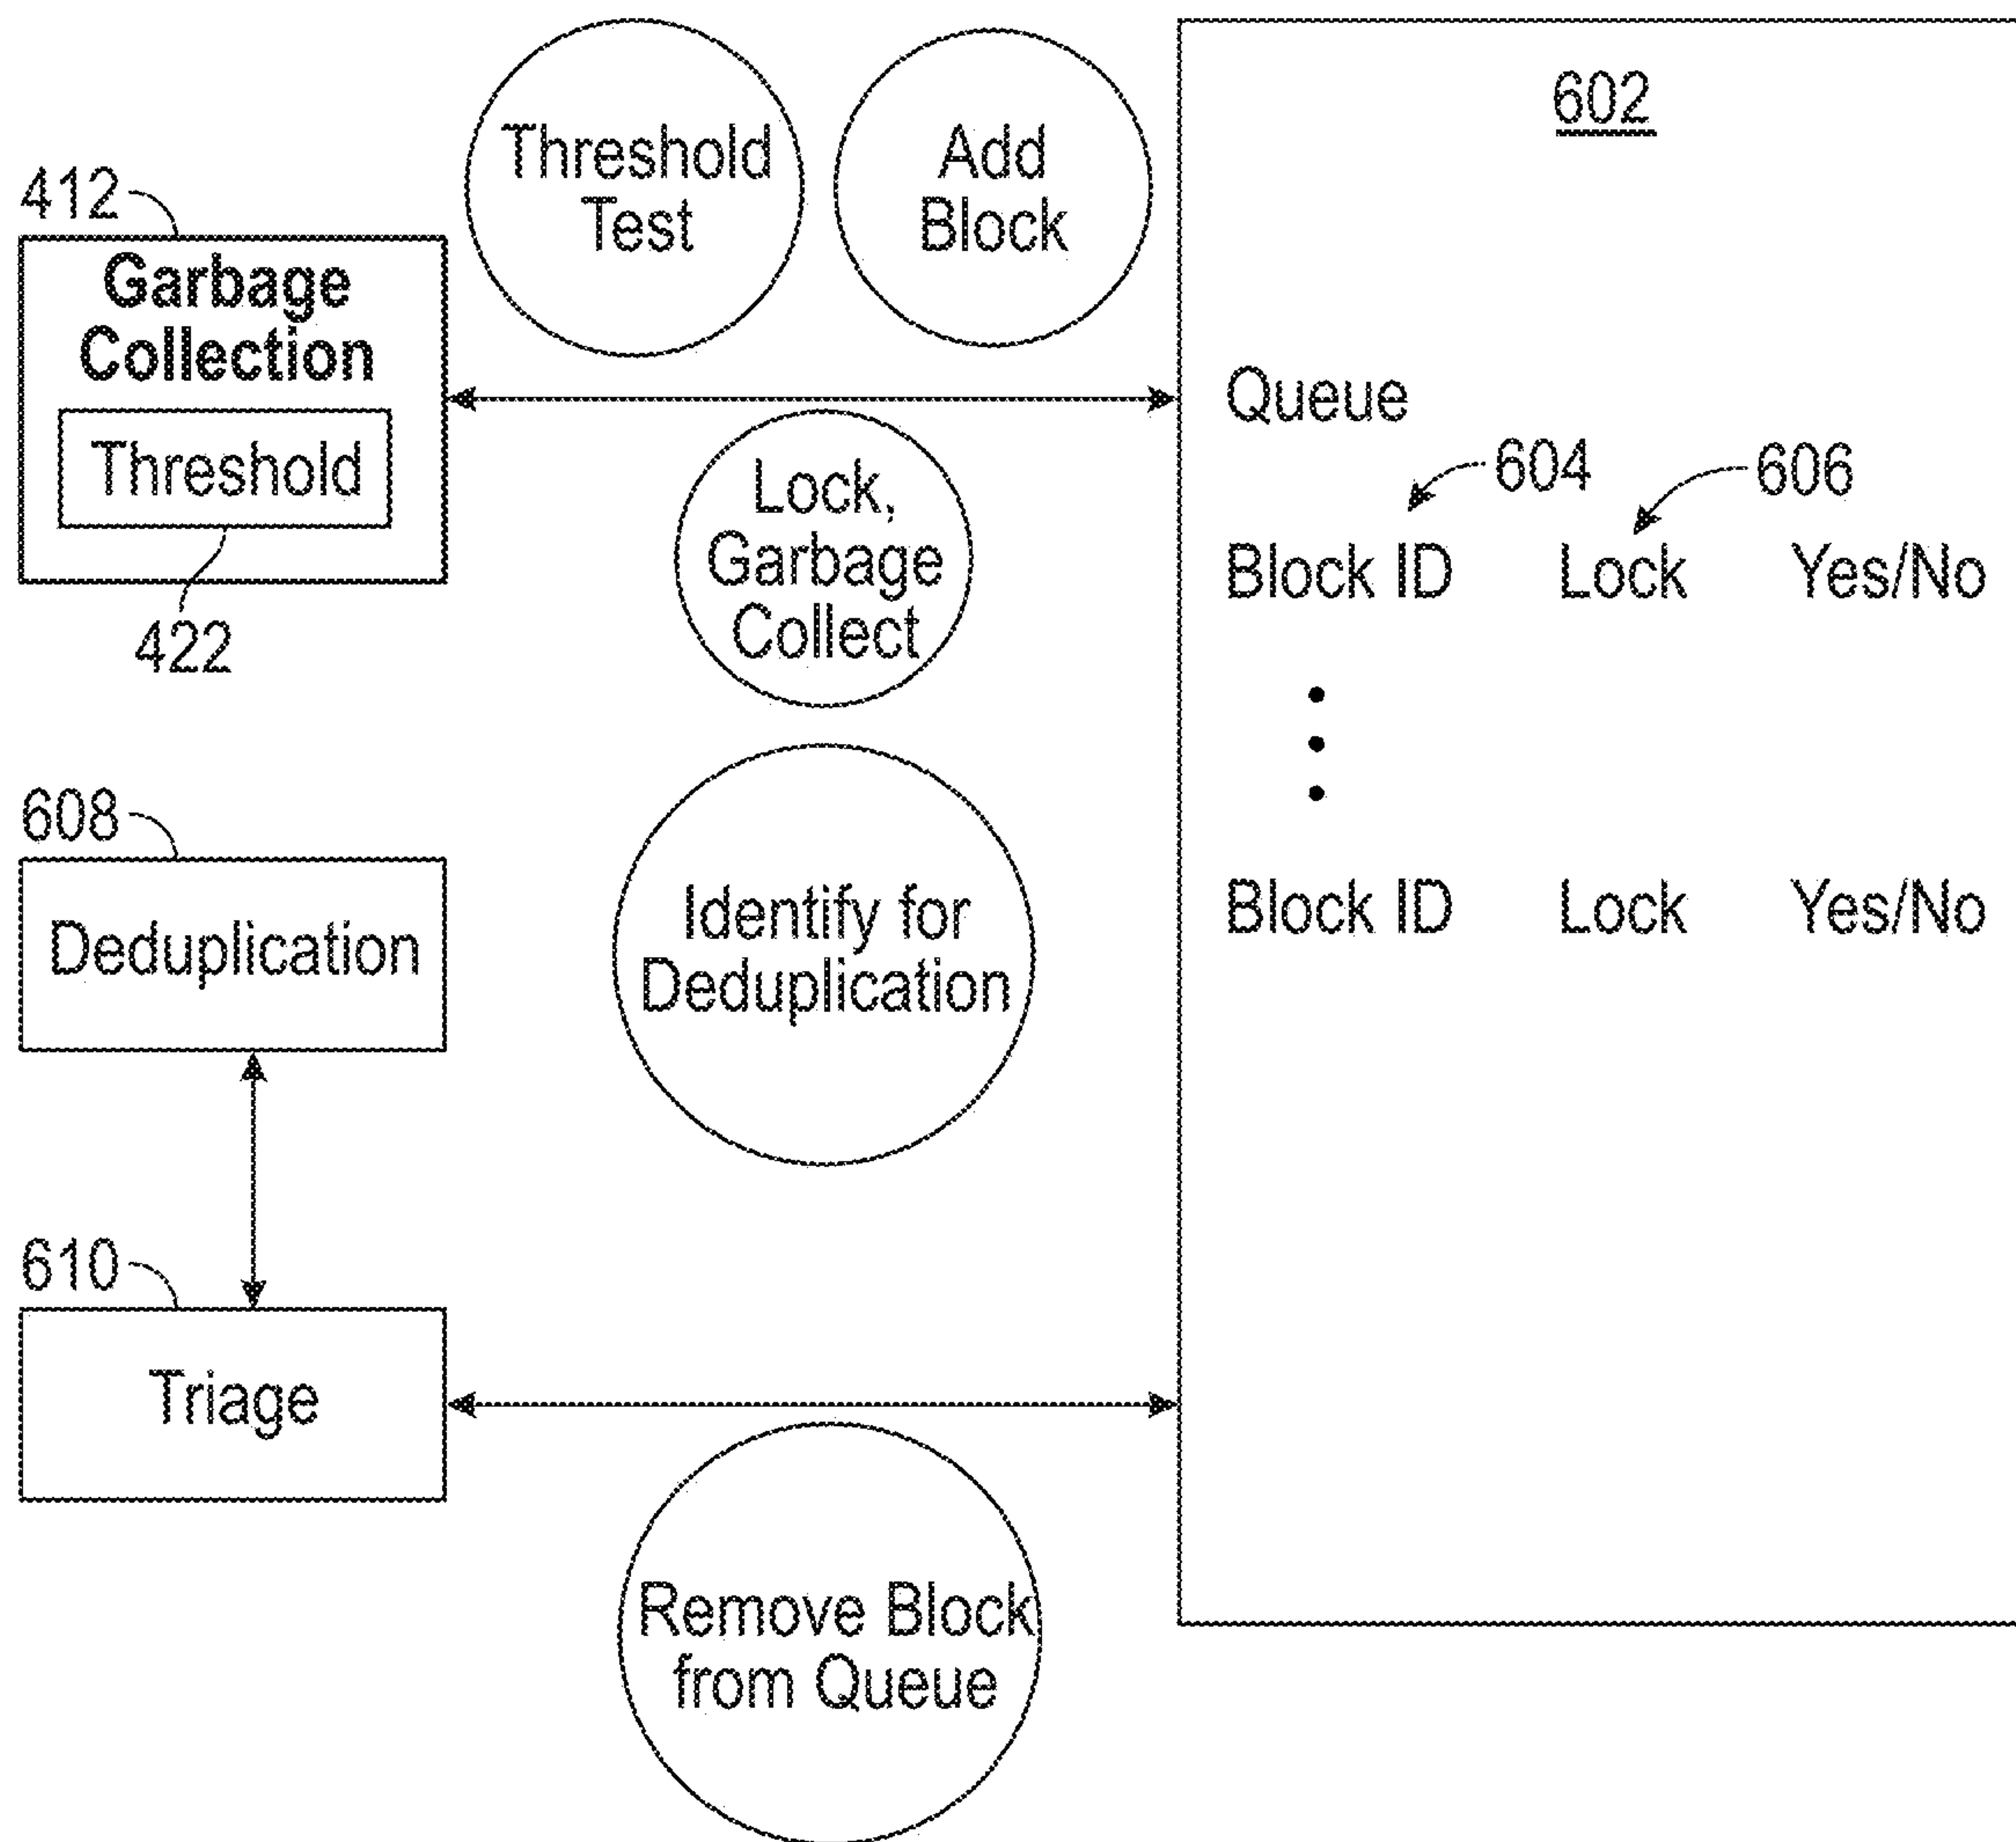 602
Threshold
Test
Add
Block
412
Garbage
Collection
Threshold
422
Queue
604
606
Block ID Lock Yes/No
Lock,
Garbage
Collect
608
Deduplication
Identify for
Deduplication
Block ID Lock Yes/No
610
Triage
Remove Block
from Queue